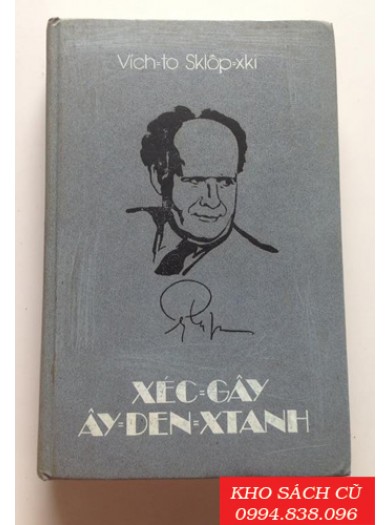 Vích=to Sklốp=xki
XÉC=GÂY
ÂY=DEN=XTANH
KHO SÁCH CŨ
0994.838.096